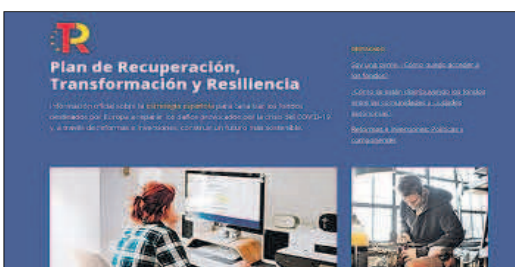 Plan de Recuperación,
Transformación y Resiliencia
Información oficial sobre la estrategia española para canalizar los fondos
destinados por Europa a reparar los daños provocados por la crisis del COVID-19
y, a través de reformas e inversiones, construir un futuro más sostenible.
DESTACADO
Soy una pyme. ¿Cómo puedo acceder a
los fondos?
¿Cómo se están distribuyendo los fondos
entre las comunidades y ciudades
autónomas?
Reformas e inversiones: Políticas y
componentes